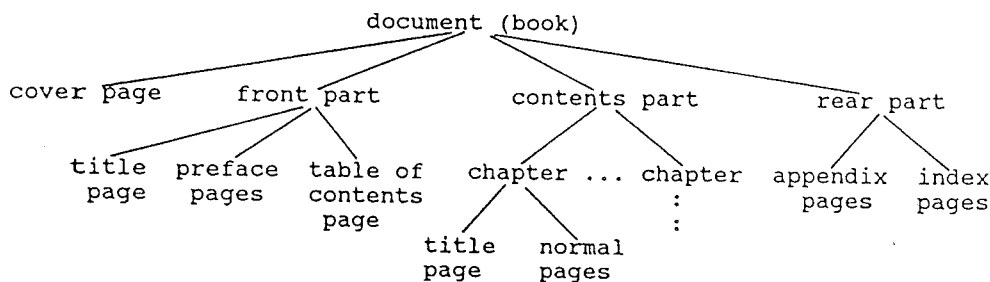 document (book)
cover page front part contents part rear part
title preface table of chapter ... chapter appendix index
page pages contents : pages pages
page :
title normal
page pages